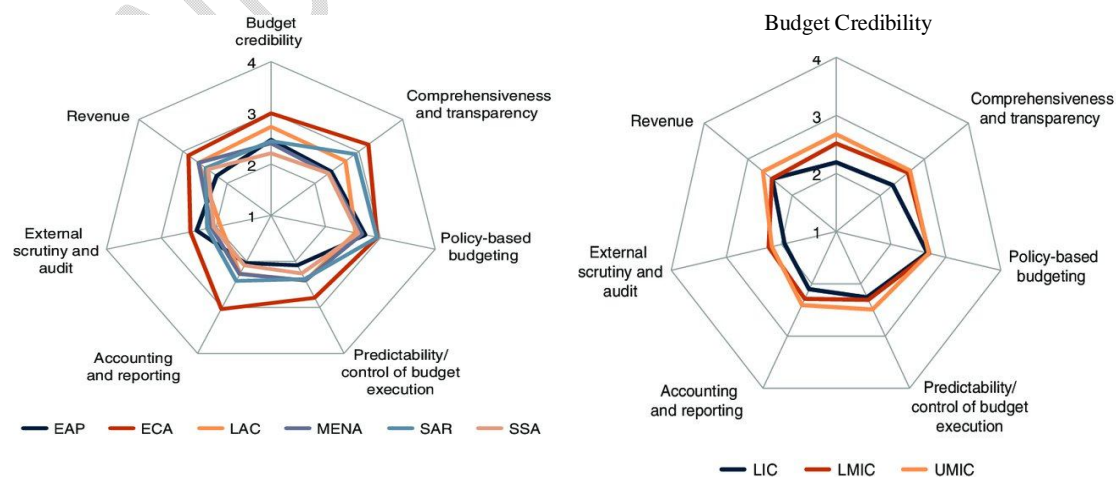 Budget
credibility
4
3
2
1
Comprehensiveness
and transparency
Policy-based
budgeting
Predictability/
control of budget
execution
Accounting
and reporting
External
scrutiny and
audit
Revenue
EAP ECA LAC MENA SAR SSA
Budget Credibility
4
3
2
1
Comprehensiveness
and transparency
Policy-based
budgeting
Predictability/
control of budget
execution
Accounting
and reporting
External
scrutiny and
audit
Revenue
LIC LMIC UMIC